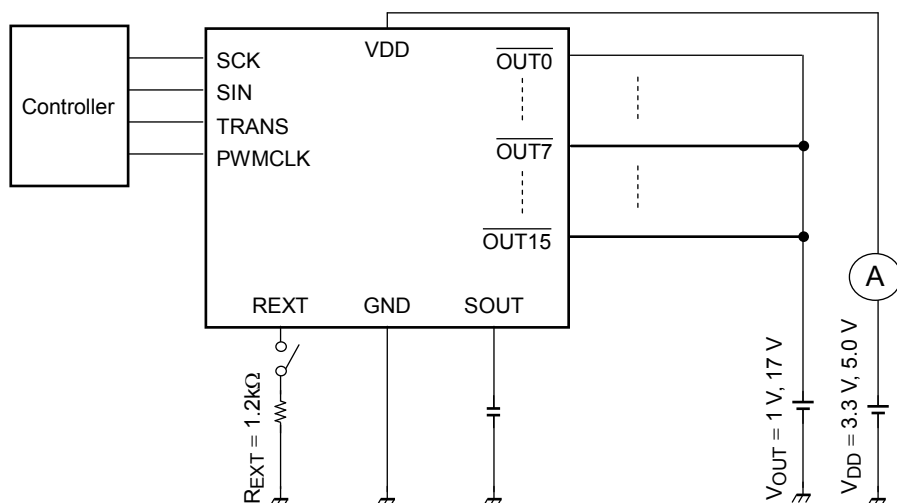 Controller
SCK
SIN
TRANS
PWMCLK
VDD
OUT0
OUT7
OUT15
REXT
GND
SOUT
A
REXT = 1.2kΩ
VOUT = 1 V, 17 V
VDD = 3.3 V, 5.0 V